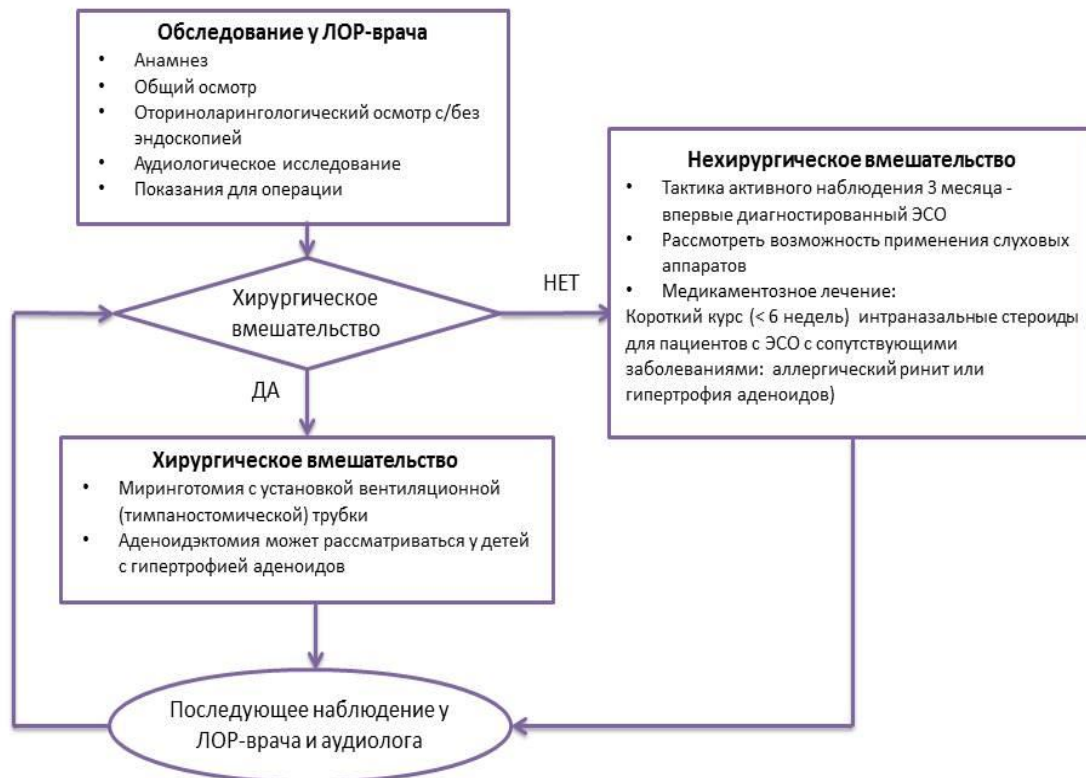 Обследование у ЛОР-врача
• Анамнез
• Общий осмотр
• Оториноларингологический осмотр с/без
эндоскопией
• Аудиологическое исследование
• Показания для операции
Хирургическое
вмешательство
НЕТ
Нехирургическое вмешательство
• Тактика активного наблюдения 3 месяца -
впервые диагностированный ЭСО
• Рассмотреть возможность применения слуховых
аппаратов
• Медикаментозное лечение:
Короткий курс (< 6 недель) интраназальные стероиды
для пациентов с ЭСО с сопутствующими
заболеваниями: аллергический ринит или
гипертрофия аденоидов)
ДА
Хирургическое вмешательство
• Миринготомия с установкой вентиляционной
(тимпаностомической) трубки
• Аденоидэктомия может рассматриваться у детей
с гипертрофией аденоидов
Последующее наблюдение у
ЛОР-врача и аудиолога